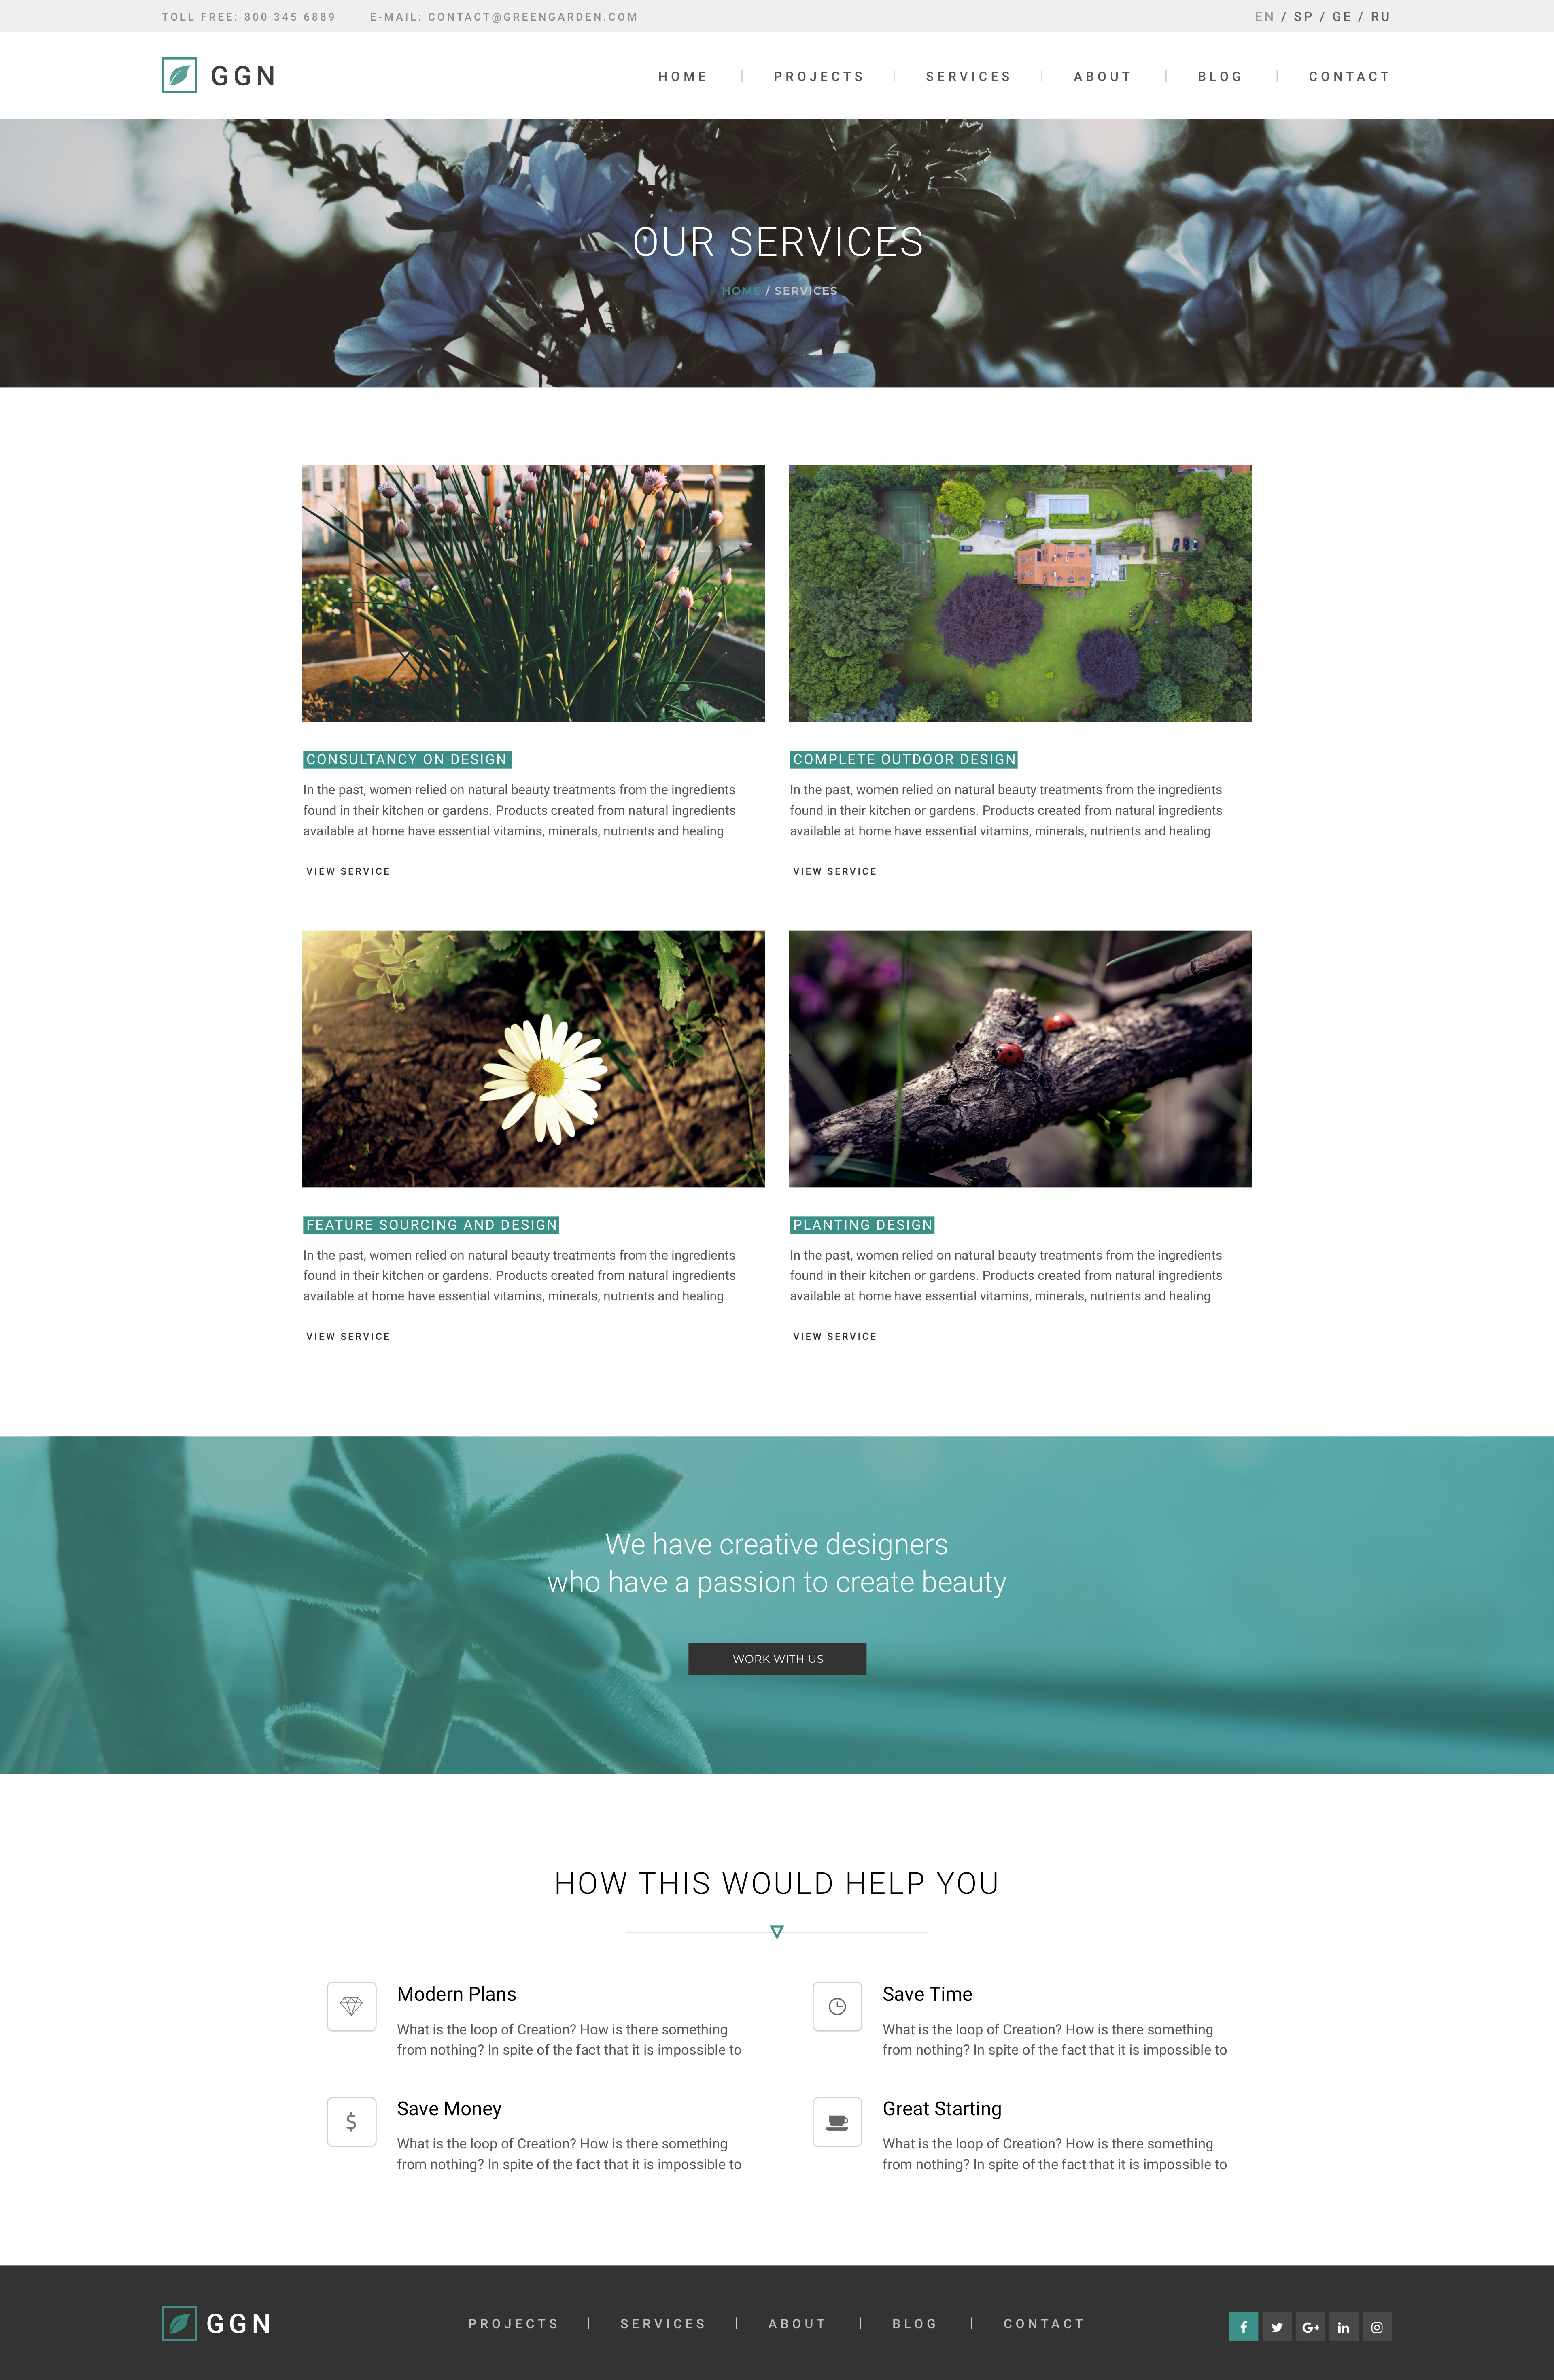 TOLL FREE: 800 345 6889 E-MAIL: CONTACT@GREENGARDEN.COM EN / SP / GE / RU
GGN HOME | PROJECTS | SERVICES | ABOUT | BLOG | CONTACT
OUR SERVICES
HOME / SERVICES
CONSULTANCY ON DESIGN
In the past, women relied on natural beauty treatments from the ingredients
found in their kitchen or gardens. Products created from natural ingredients
available at home have essential vitamins, minerals, nutrients and healing
VIEW SERVICE
COMPLETE OUTDOOR DESIGN
In the past, women relied on natural beauty treatments from the ingredients
found in their kitchen or gardens. Products created from natural ingredients
available at home have essential vitamins, minerals, nutrients and healing
VIEW SERVICE
FEATURE SOURCING AND DESIGN
In the past, women relied on natural beauty treatments from the ingredients
found in their kitchen or gardens. Products created from natural ingredients
available at home have essential vitamins, minerals, nutrients and healing
VIEW SERVICE
PLANTING DESIGN
In the past, women relied on natural beauty treatments from the ingredients
found in their kitchen or gardens. Products created from natural ingredients
available at home have essential vitamins, minerals, nutrients and healing
VIEW SERVICE
We have creative designers
who have a passion to create beauty
WORK WITH US
HOW THIS WOULD HELP YOU
Modern Plans
What is the loop of Creation? How is there something
from nothing? In spite of the fact that it is impossible to
Save Time
What is the loop of Creation? How is there something
from nothing? In spite of the fact that it is impossible to
$
Save Money
What is the loop of Creation? How is there something
from nothing? In spite of the fact that it is impossible to
Great Starting
What is the loop of Creation? How is there something
from nothing? In spite of the fact that it is impossible to
GGN PROJECTS | SERVICES | ABOUT | BLOG | CONTACT f G+ in